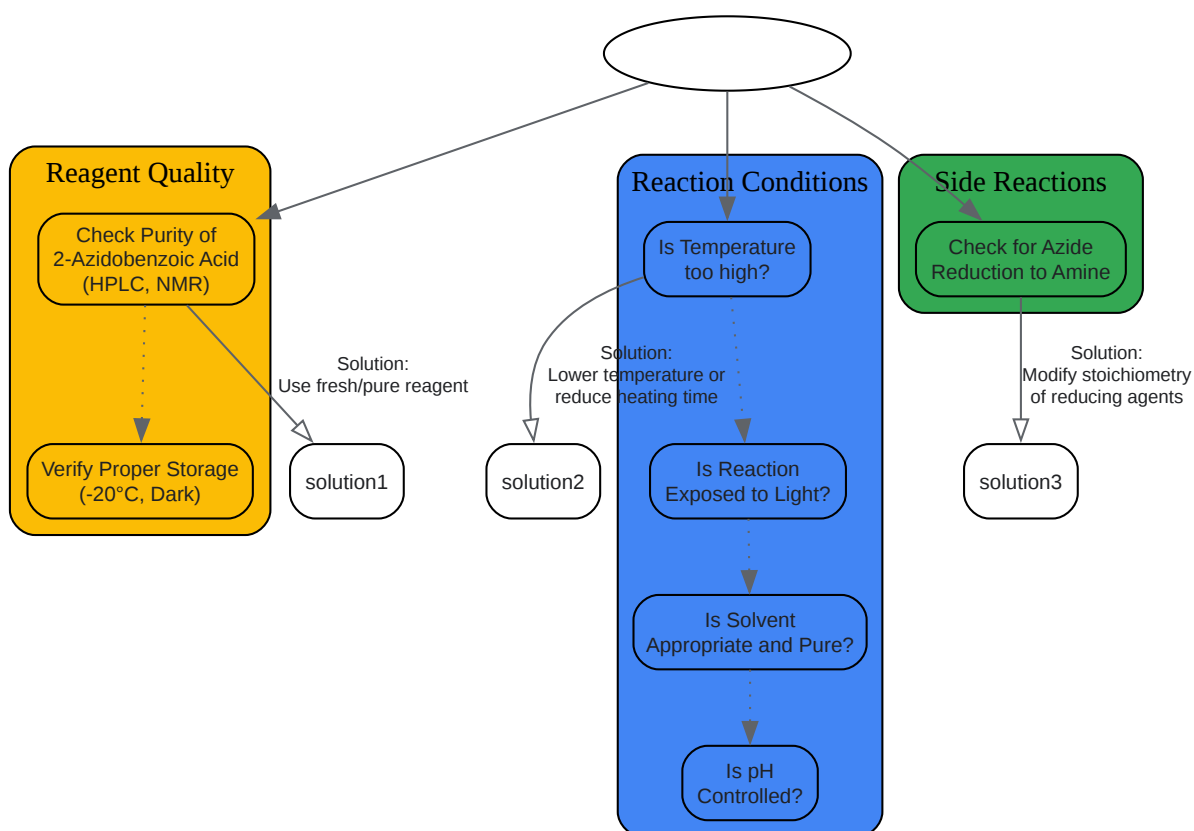 Reagent Quality
Check Purity of
2-Azidobenzoic Acid
(HPLC, NMR)
Solution:
Use fresh/pure reagent
Verify Proper Storage
(-20°C, Dark)
solution1
Reaction Conditions
Is Temperature
too high?
Solution:
Lower temperature or
reduce heating time
solution2
Is Reaction
Exposed to Light?
Is Solvent
Appropriate and Pure?
Is pH
Controlled?
Side Reactions
Check for Azide
Reduction to Amine
Solution:
Modify stoichiometry
of reducing agents
solution3